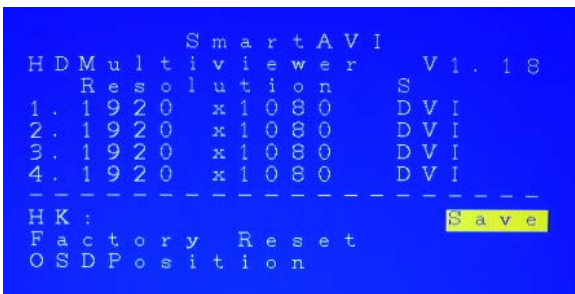 SmartAVI
HDMultiviewer V1.18
Resolution S
1. 1920 x1080 DVI
2. 1920 x1080 DVI
3. 1920 x1080 DVI
4. 1920 x1080 DVI
HK: Save
Factory Reset
OSDPosition